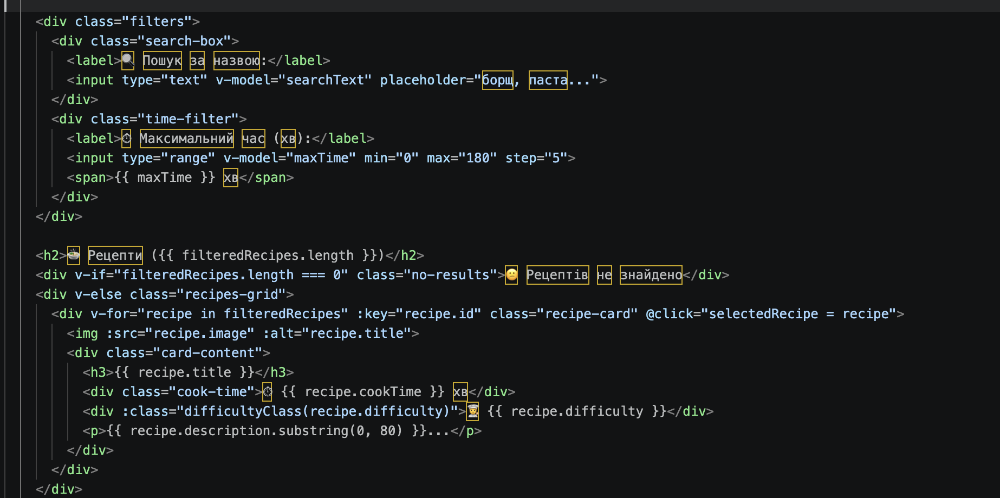 <div class="filters">
<div class="search-box">
<label>🔍 Пошук за назвою:</label>
<input type="text" v-model="searchText" placeholder="борщ, паста...">
</div>
<div class="time-filter">
<label>⏱ Максимальний час (хв):</label>
<input type="range" v-model="maxTime" min="0" max="180" step="5">
<span>{{ maxTime }} хв</span>
</div>
</div>
<h2>🍲 Рецепти ({{ filteredRecipes.length }})</h2>
<div v-if="filteredRecipes.length === 0" class="no-results">😕 Рецептів не знайдено</div>
<div v-else class="recipes-grid">
<div v-for="recipe in filteredRecipes" :key="recipe.id" class="recipe-card" @click="selectedRecipe = recipe">
<img :src="recipe.image" :alt="recipe.title">
<div class="card-content">
<h3>{{ recipe.title }}</h3>
<div class="cook-time">⏱ {{ recipe.cookTime }} хв</div>
<div :class="difficultyClass(recipe.difficulty)">👩‍🍳 {{ recipe.difficulty }}</div>
<p>{{ recipe.description.substring(0, 80) }}...</p>
</div>
</div>
</div>